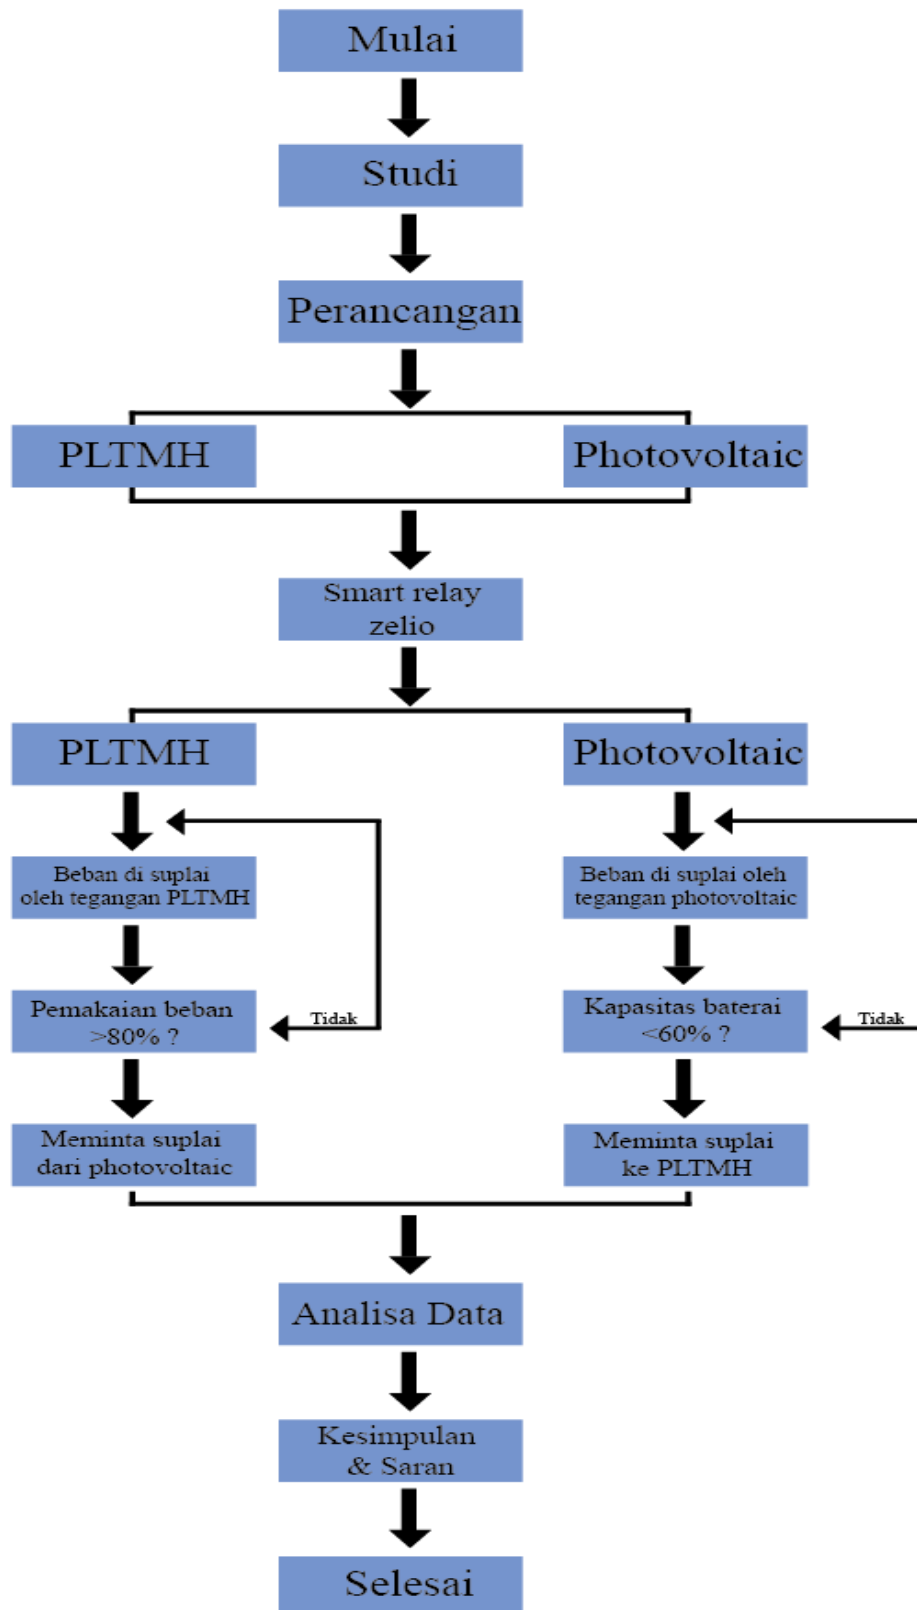 Mulai
Studi
Perancangan
PLTMH
Photovoltaic
Smart relay
zelio
PLTMH
Photovoltaic
Beban di suplai
oleh tegangan PLTMH
Beban di suplai oleh
tegangan photovoltaic
Pemakaian beban
>80% ?
Tidak
Kapasitas baterai
<60% ?
Tidak
Meminta suplai
dari photovoltaic
Meminta suplai
ke PLTMH
Analisa Data
Kesimpulan
& Saran
Selesai